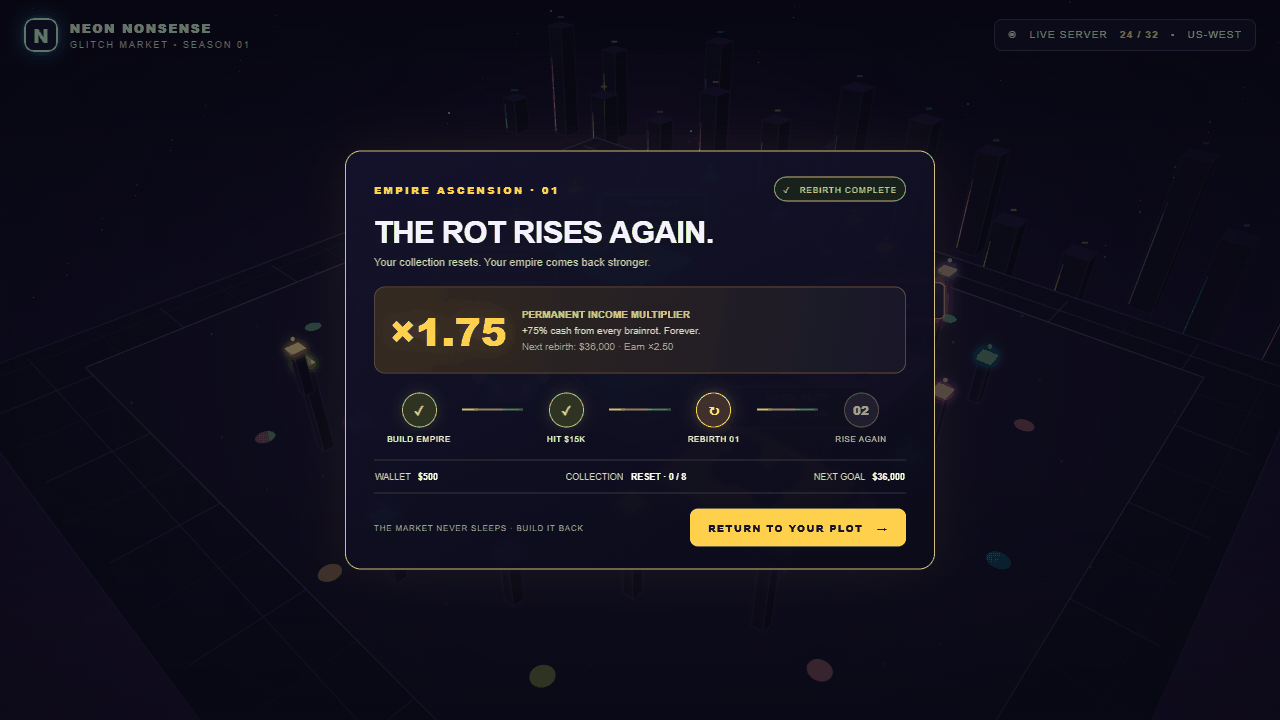 N
NEON NONSENSE
GLITCH MARKET • SEASON 01
LIVE SERVER 24 / 32 • US-WEST
EMPIRE ASCENSION · 01
✓ REBIRTH COMPLETE
THE ROT RISES AGAIN.
Your collection resets. Your empire comes back stronger.
×1.75
PERMANENT INCOME MULTIPLIER
+75% cash from every brainrot. Forever.
Next rebirth: $36,000 · Earn ×2.50
✓ ✓ ↻ 02
BUILD EMPIRE HIT $15K REBIRTH 01 RISE AGAIN
WALLET $500 COLLECTION RESET · 0 / 8 NEXT GOAL $36,000
THE MARKET NEVER SLEEPS · BUILD IT BACK
RETURN TO YOUR PLOT →